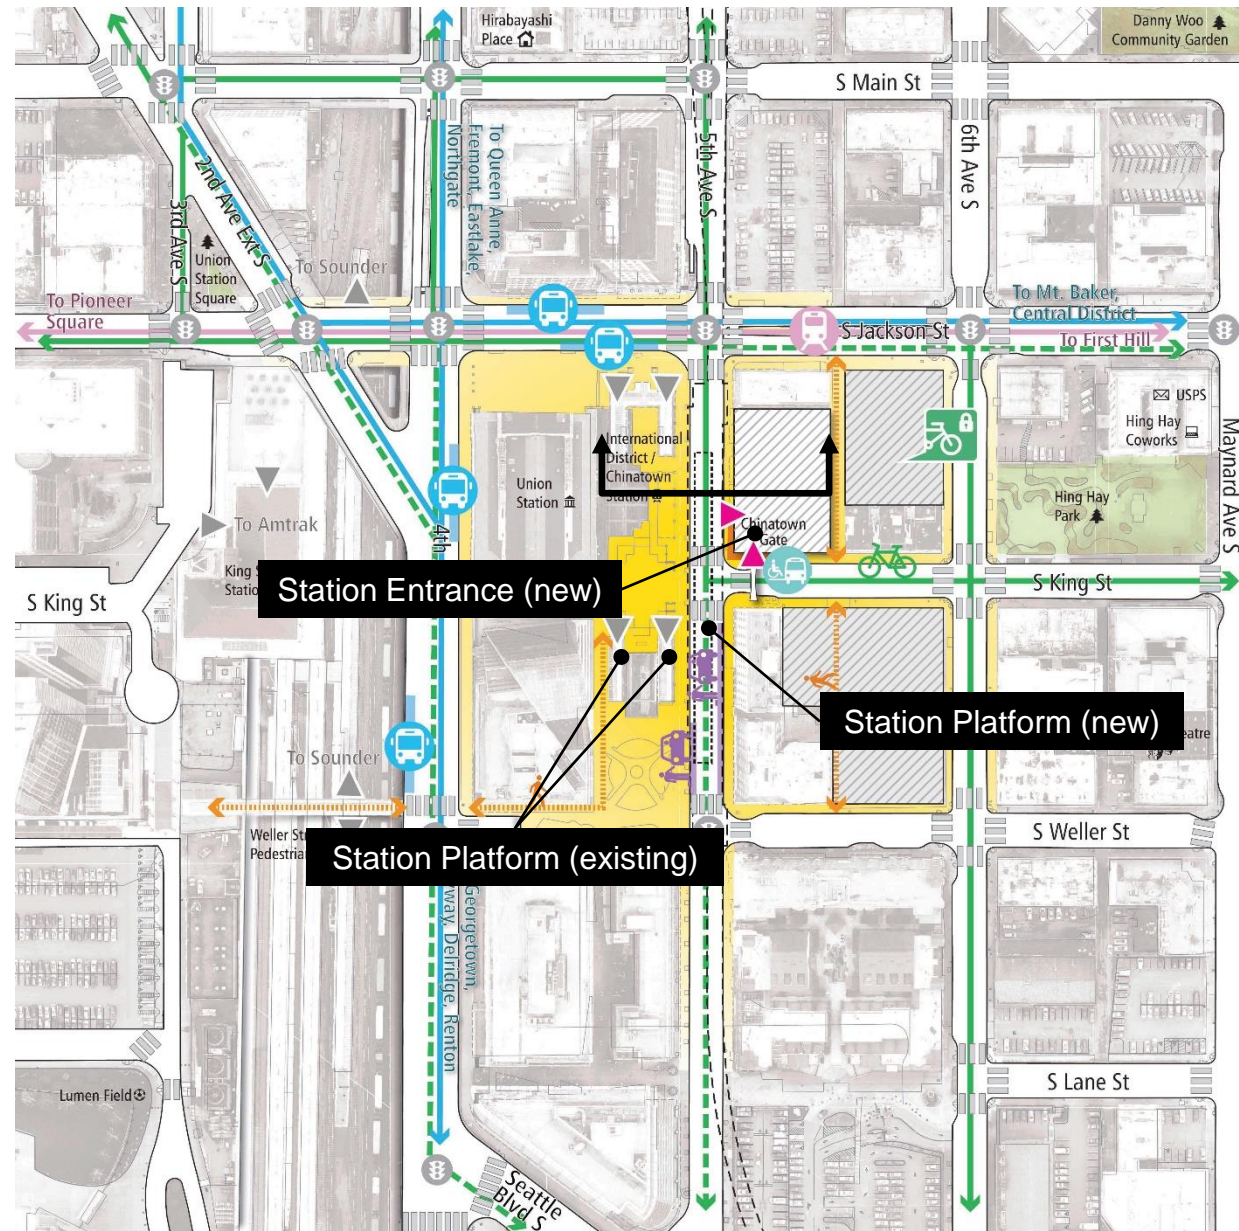 Hirabayashi
Place
Danny Woo
Community Garden
S Main St
To Queen Anne,
Fremont, Eastlake,
Northgate
5th Ave S
6th Ave S
2nd Ave Ext S
3rd Ave S
Union
Station
Square
To Sounder
To Pioneer
Square
To Mt. Baker,
Central District
S Jackson St
To First Hill
USPS
Hing Hay
Coworks
Maynard Ave S
International
District /
Chinatown
Station
Union
Station
Hing Hay
Park
To Amtrak
4th
Chinatown
Gate
King
Station Entrance (new)
S King St
S King St
Station Platform (new)
To Sounder
Weller
Pedestrian
Station Platform (existing)
S Weller St
Georgetown,
Delridge, Renton
S Lane St
Lumen Field
Seattle
Blvd S